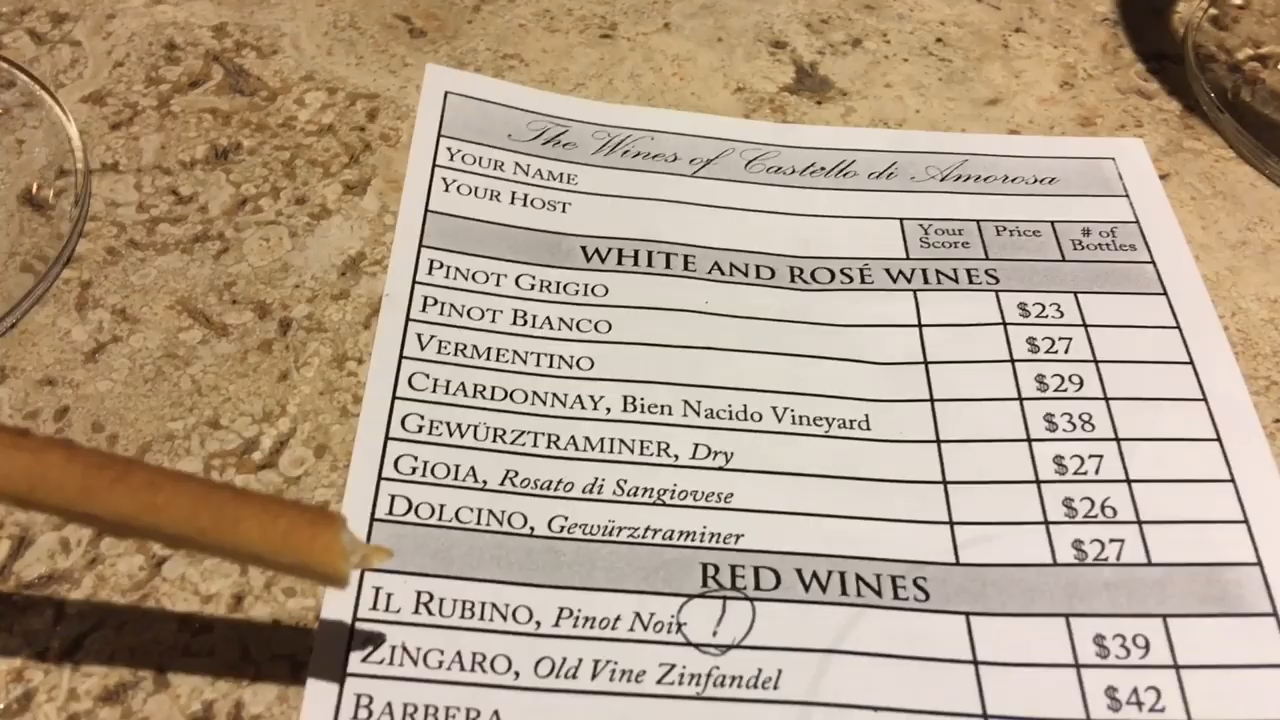 The Wines of Castello di Amorosa
YOUR NAME
YOUR HOST
Your Score Price # of Bottles
WHITE AND ROSÉ WINES
PINOT GRIGIO $23
PINOT BIANCO $27
VERMENTINO $29
CHARDONNAY, Bien Nacido Vineyard $38
GEWÜRZTRAMINER, Dry $27
GIOIA, Rosato di Sangiovese $26
DOLCINO, Gewürztraminer $27
RED WINES
IL RUBINO, Pinot Noir ! $39
ZINGARO, Old Vine Zinfandel $42
BARBERA